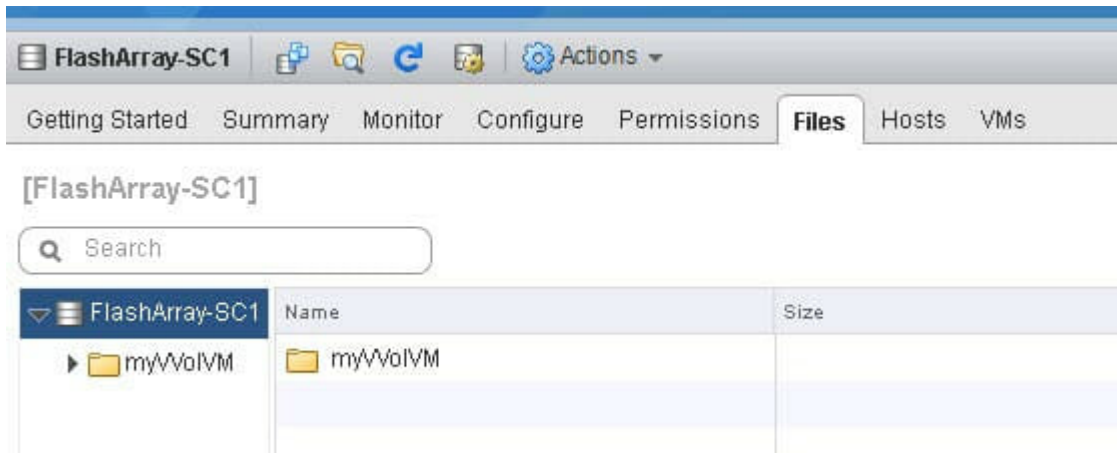 FlashArray-SC1 Actions
Getting Started Summary Monitor Configure Permissions Files Hosts VMs
[FlashArray-SC1]
Search
FlashArray-SC1 Name Size
myVVolVM myVVolVM